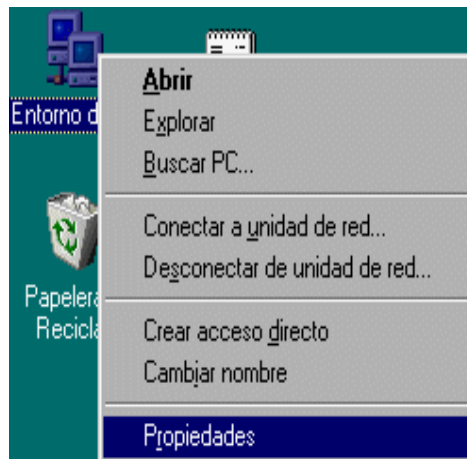 Entorno d
Abrir
Explorar
Buscar PC...
Conectar a unidad de red...
Desconectar de unidad de red...
Papelera
Recicla
Crear acceso directo
Cambiar nombre
Propiedades